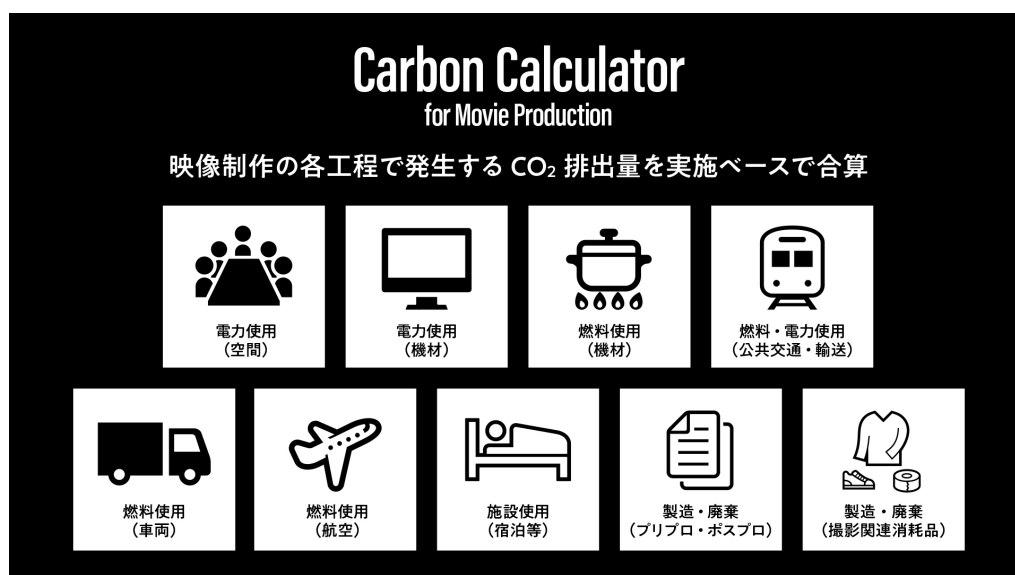 Carbon Calculator
for Movie Production
映像制作の各工程で発生する CO₂ 排出量を実施ベースで合算
電力使用
（空間）
電力使用
（機材）
燃料使用
（機材）
燃料・電力使用
（公共交通・輸送）
燃料使用
（車両）
燃料使用
（航空）
施設使用
（宿泊等）
製造・廃棄
（プリプロ・ポスプロ）
製造・廃棄
（撮影関連消耗品）